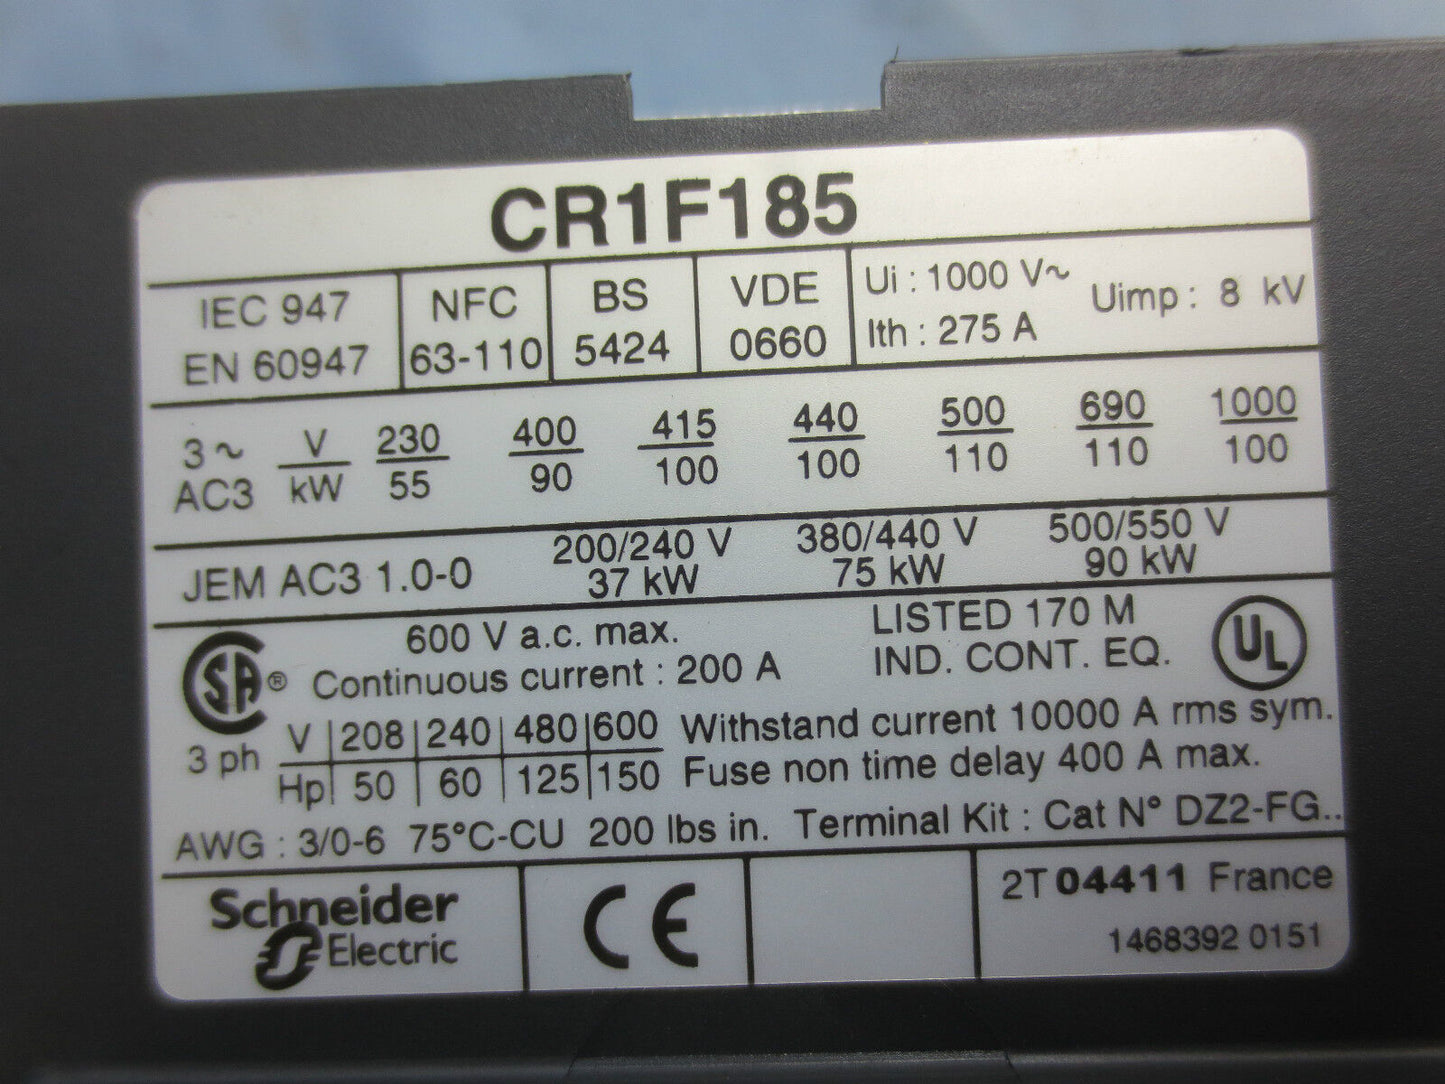 CR1F185
IEC 947
EN 60947
NFC
63-110
BS
5424
VDE
0660
Ui : 1000 V~
Ith : 275 A
Uimp : 8 kV
3 ~ V 230 400 415 440 500 690 1000
AC3 kW 55 90 100 100 110 110 100
JEM AC3 1.0-0
200/240 V
37 kW
380/440 V
75 kW
500/550 V
90 kW
SA ®
600 V a.c. max.
Continuous current : 200 A
LISTED 170 M
IND. CONT. EQ.
UL
3 ph
V 208 240 480 600
Hp 50 60 125 150
Withstand current 10000 A rms sym.
Fuse non time delay 400 A max.
AWG : 3/0-6 75°C-CU 200 lbs in. Terminal Kit : Cat N° DZ2-FG..
Schneider
Electric
CE
2T 04411 France
1468392 0151